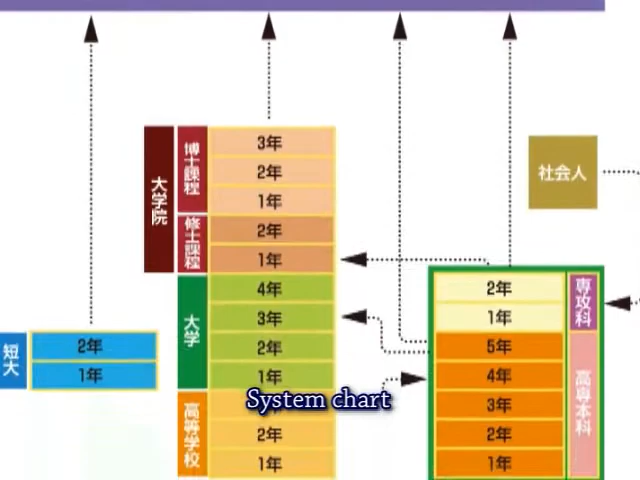 3年
2年
1年
2年
1年
4年
3年
2年
1年
2年
1年
大学院
博士課程
修士課程
大学
高等学校
短大
2年
1年
社会人
2年
1年
5年
4年
3年
2年
1年
専攻科
高専本科
System chart